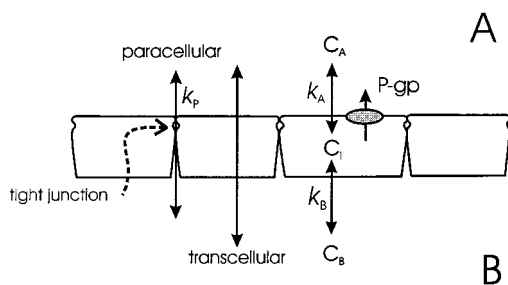 A
paracellular
C_A
P-gp
k_P
k_A
C_I
tight junction
k_B
transcellular
C_B
B